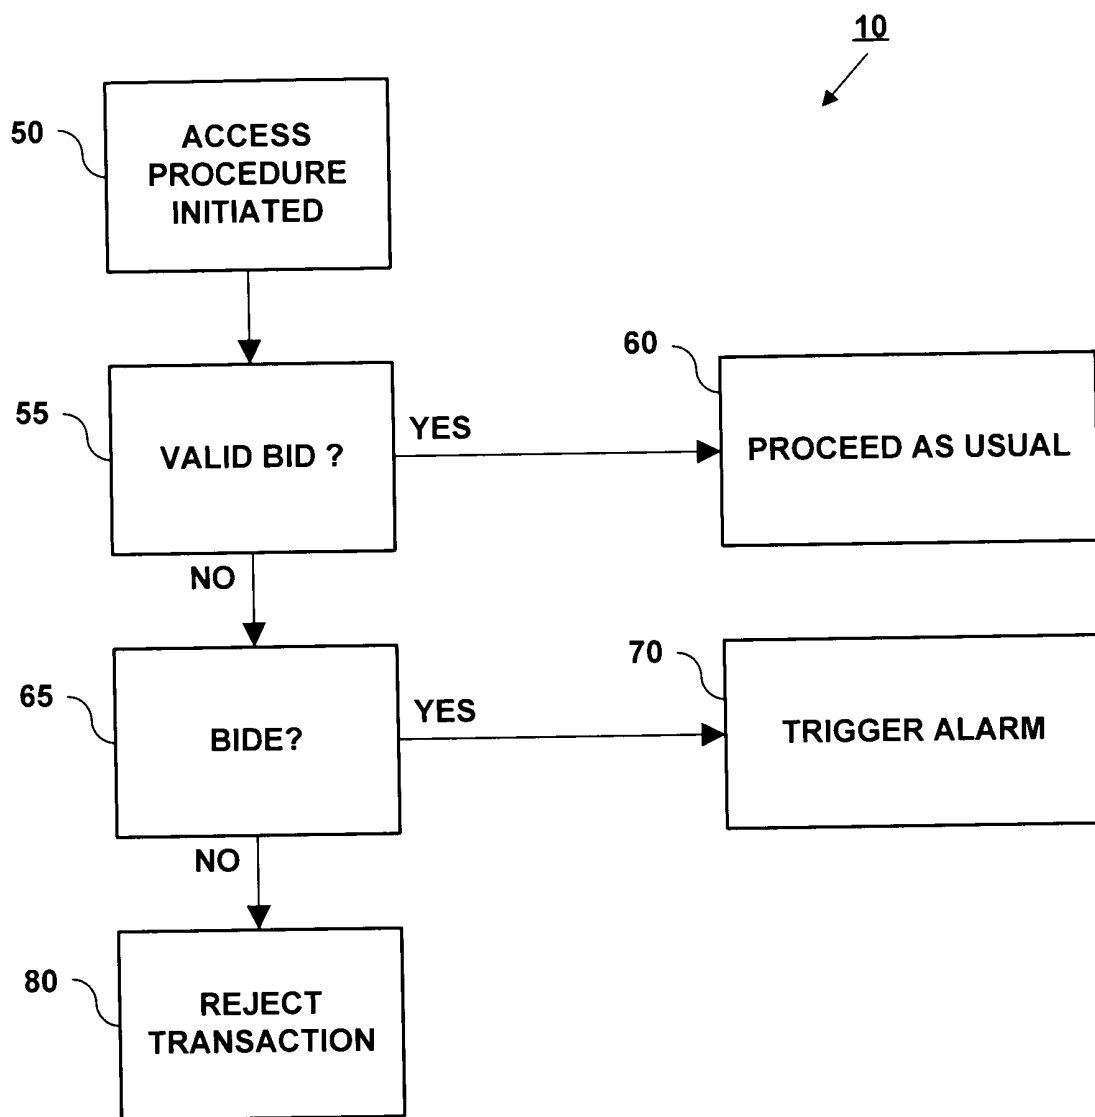 10
50
ACCESS
PROCEDURE
INITIATED
55
VALID BID ?
YES
60
PROCEED AS USUAL
NO
65
BIDE?
YES
70
TRIGGER ALARM
NO
80
REJECT
TRANSACTION